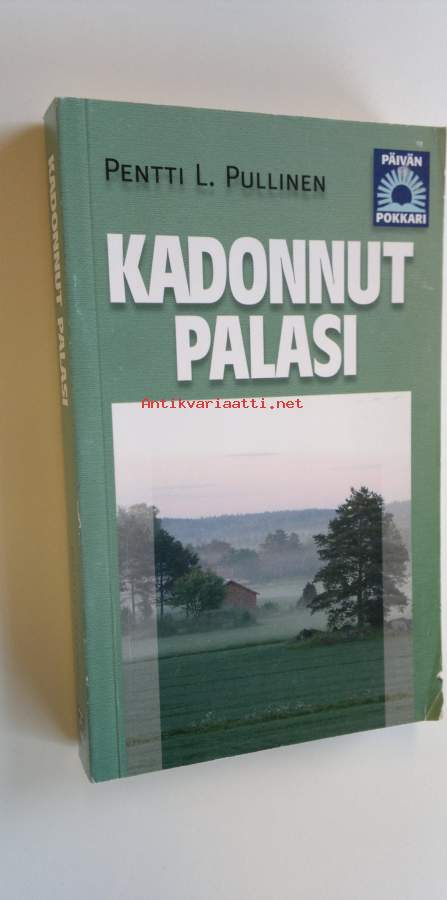 PENTTI L. PULLINEN
PÄIVÄN
POKKARI
KADONNUT
PALASI
Antikvariaatti.net
KADONNUT PALASI